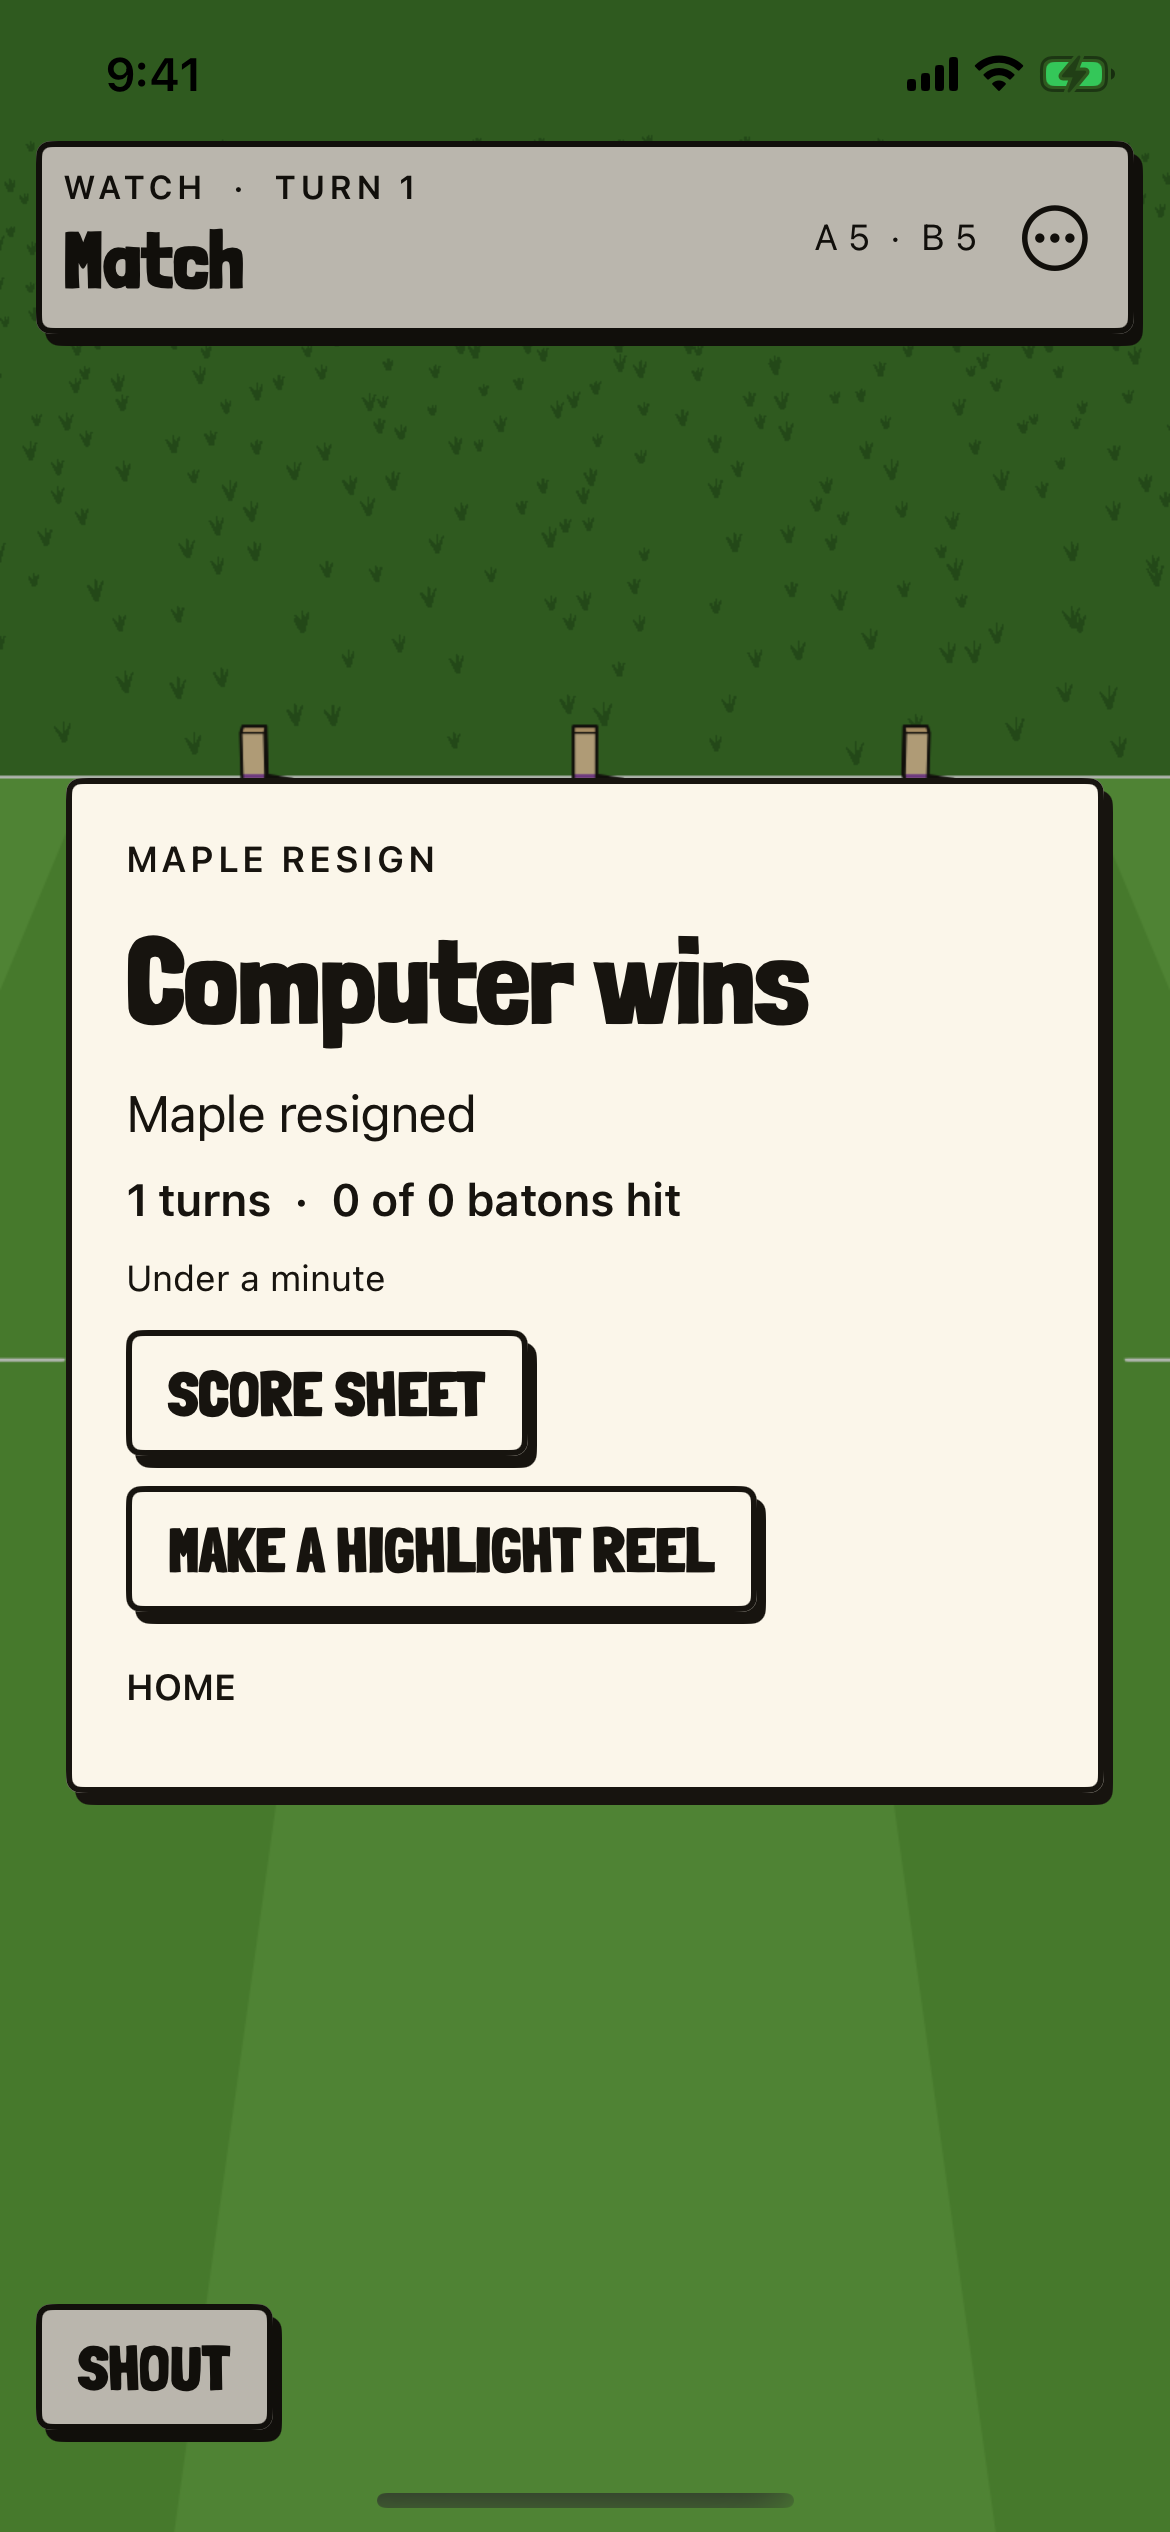 9:41
WATCH · TURN 1
Match
A 5 · B 5
MAPLE RESIGN
Computer wins
Maple resigned
1 turns · 0 of 0 batons hit
Under a minute
SCORE SHEET
MAKE A HIGHLIGHT REEL
HOME
SHOUT